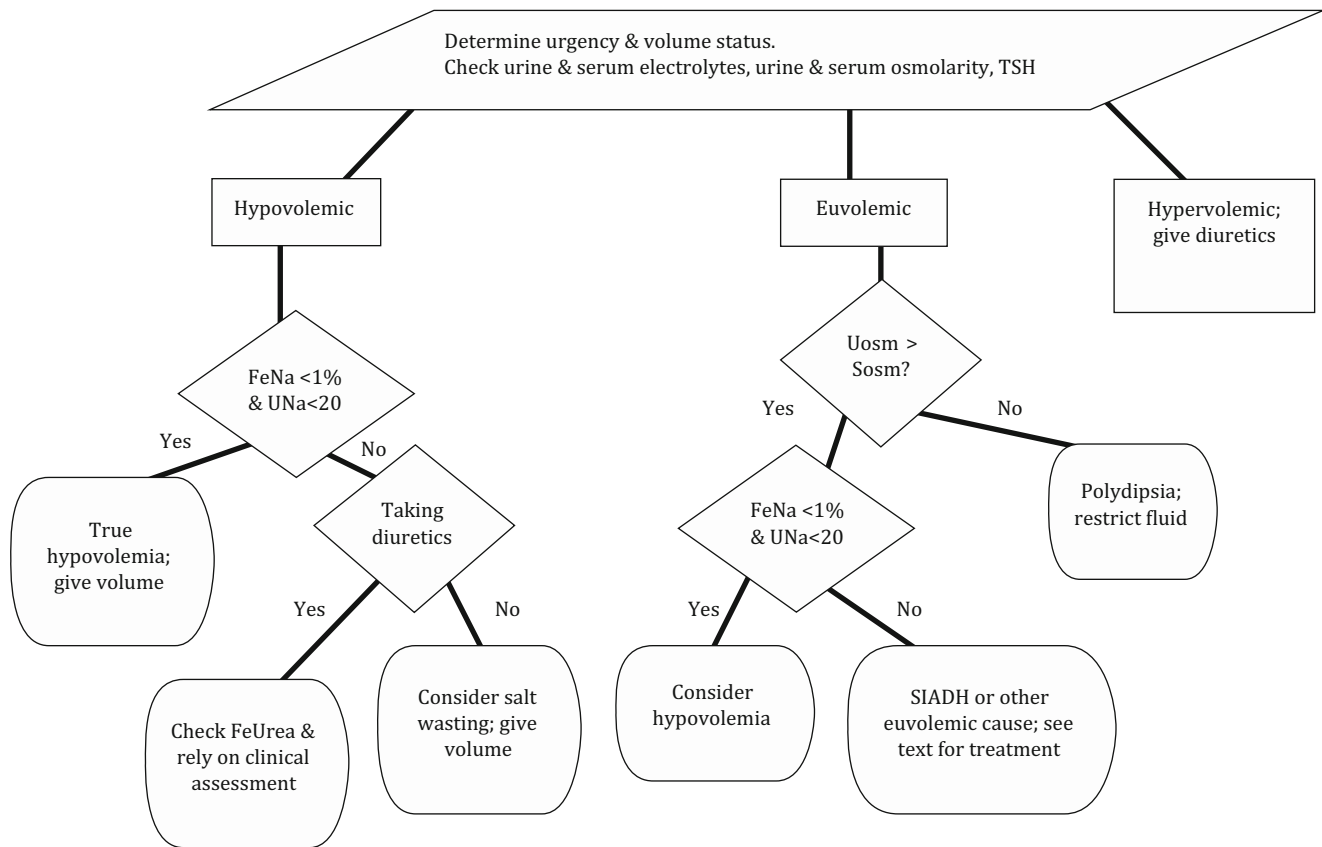 Determine urgency & volume status.
Check urine & serum electrolytes, urine & serum osmolarity, TSH
Hypovolemic
Euvolemic
Hypervolemic;
give diuretics
FeNa <1%
& UNa<20
Yes
No
True
hypovolemia;
give volume
Taking
diuretics
Yes
No
Check FeUrea &
rely on clinical
assessment
Consider salt
wasting; give
volume
Uosm >
Sosm?
Yes
No
Polydipsia;
restrict fluid
FeNa <1%
& UNa<20
Yes
No
Consider
hypovolemia
SIADH or other
euvolemic cause; see
text for treatment